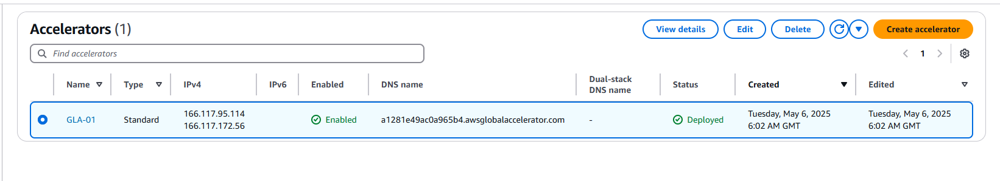 Accelerators (1)
View details
Edit
Delete
Create accelerator
Find accelerators
1
Name
Type
IPv4
IPv6
Enabled
DNS name
Dual-stack
DNS name
Status
Created
Edited
GLA-01
Standard
166.117.95.114
166.117.172.56
Enabled
a1281e49ac0a965b4.awsglobalaccelerator.com
-
Deployed
Tuesday, May 6, 2025
6:02 AM GMT
Tuesday, May 6, 2025
6:02 AM GMT